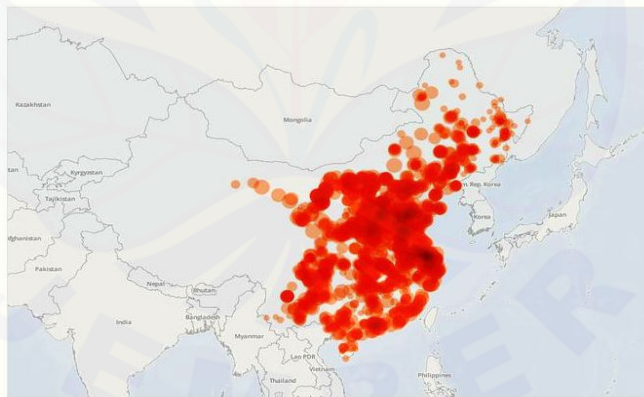 Kazakhstan
Mongolia
Kyrgyzstan
Tajikistan
Korea
Japan
Pakistan
Nepal
Bhutan
Bangladesh
India
Myanmar
Lao PDR
Vietnam
Thailand
Philippines